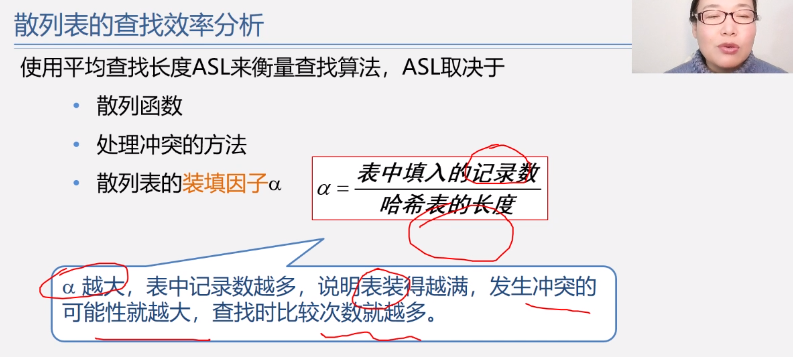 散列表的查找效率分析
使用平均查找长度ASL来衡量查找算法，ASL取决于
• 散列函数
• 处理冲突的方法
• 散列表的装填因子α
α = 表中填入的记录数
哈希表的长度
α 越大，表中记录数越多，说明表装得越满，发生冲突的
可能性就越大，查找时比较次数就越多。